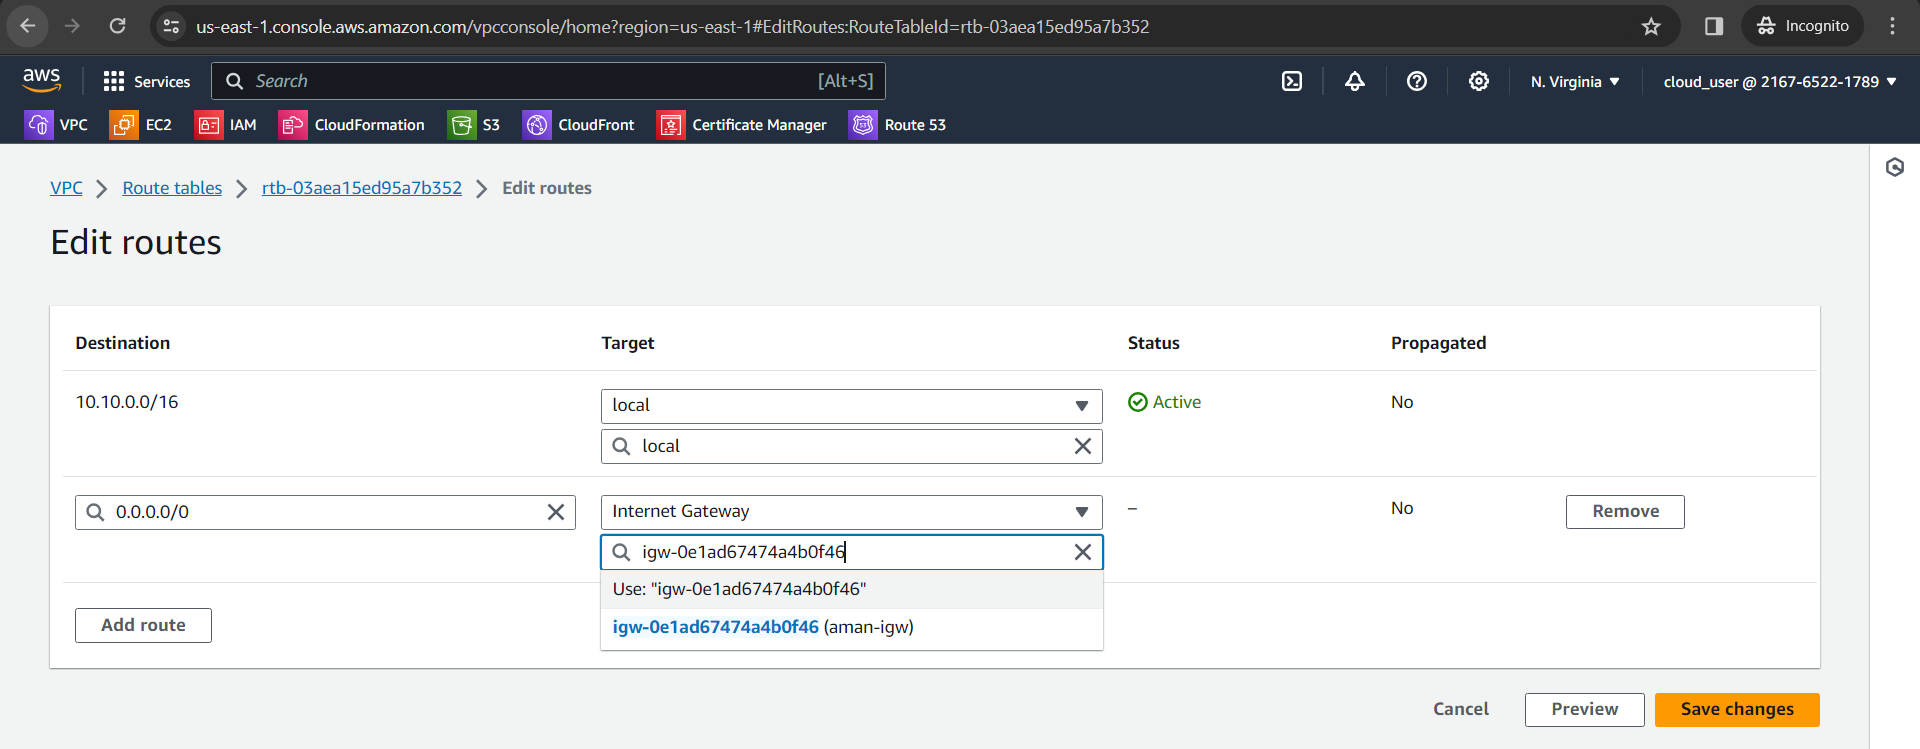 us-east-1.console.aws.amazon.com/vpcconsole/home?region=us-east-1#EditRoutes:RouteTableId=rtb-03aea15ed95a7b352
Incognito
aws
Services
Search
[Alt+S]
N. Virginia
cloud_user @ 2167-6522-1789
VPC
EC2
IAM
CloudFormation
S3
CloudFront
Certificate Manager
53
Route 53
VPC
Route tables
rtb-03aea15ed95a7b352
Edit routes
Edit routes
Destination
Target
Status
Propagated
10.10.0.0/16
local
local
Active
No
0.0.0.0/0
Internet Gateway
igw-0e1ad67474a4b0f46
Use: "igw-0e1ad67474a4b0f46"
igw-0e1ad67474a4b0f46 (aman-igw)
–
No
Remove
Add route
Cancel
Preview
Save changes